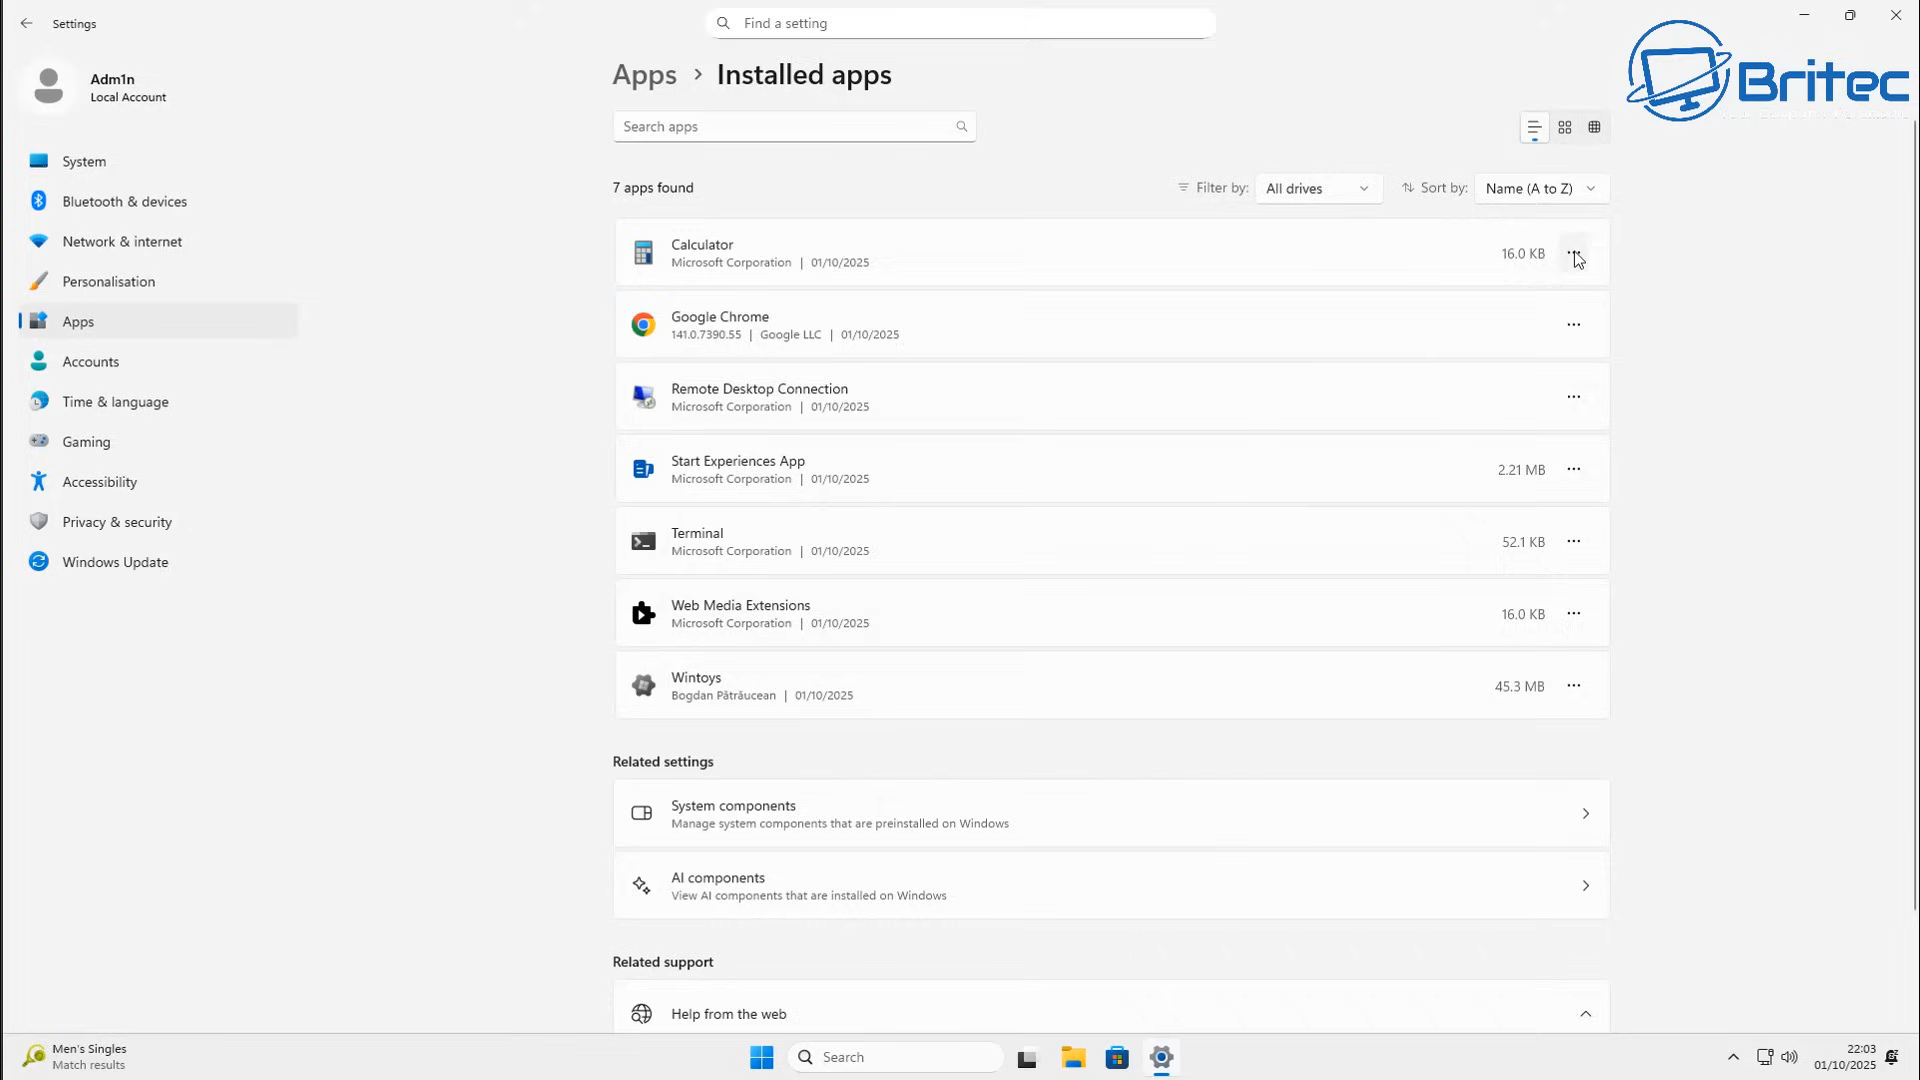 Settings
Find a setting
Britec
Adm1n
Local Account
System
Bluetooth & devices
Network & internet
Personalisation
Apps
Accounts
Time & language
Gaming
Accessibility
Privacy & security
Windows Update
Apps > Installed apps
Search apps
7 apps found
Filter by: All drives
Sort by: Name (A to Z)
Calculator
Microsoft Corporation | 01/10/2025
16.0 KB
Google Chrome
141.0.7390.55 | Google LLC | 01/10/2025
Remote Desktop Connection
Microsoft Corporation | 01/10/2025
Start Experiences App
Microsoft Corporation | 01/10/2025
2.21 MB
Terminal
Microsoft Corporation | 01/10/2025
52.1 KB
Web Media Extensions
Microsoft Corporation | 01/10/2025
16.0 KB
Wintoys
Bogdan Pătrăucean | 01/10/2025
45.3 MB
Related settings
System components
Manage system components that are preinstalled on Windows
AI components
View AI components that are installed on Windows
Related support
Help from the web
Men's Singles
Match results
Search
22:03
01/10/2025